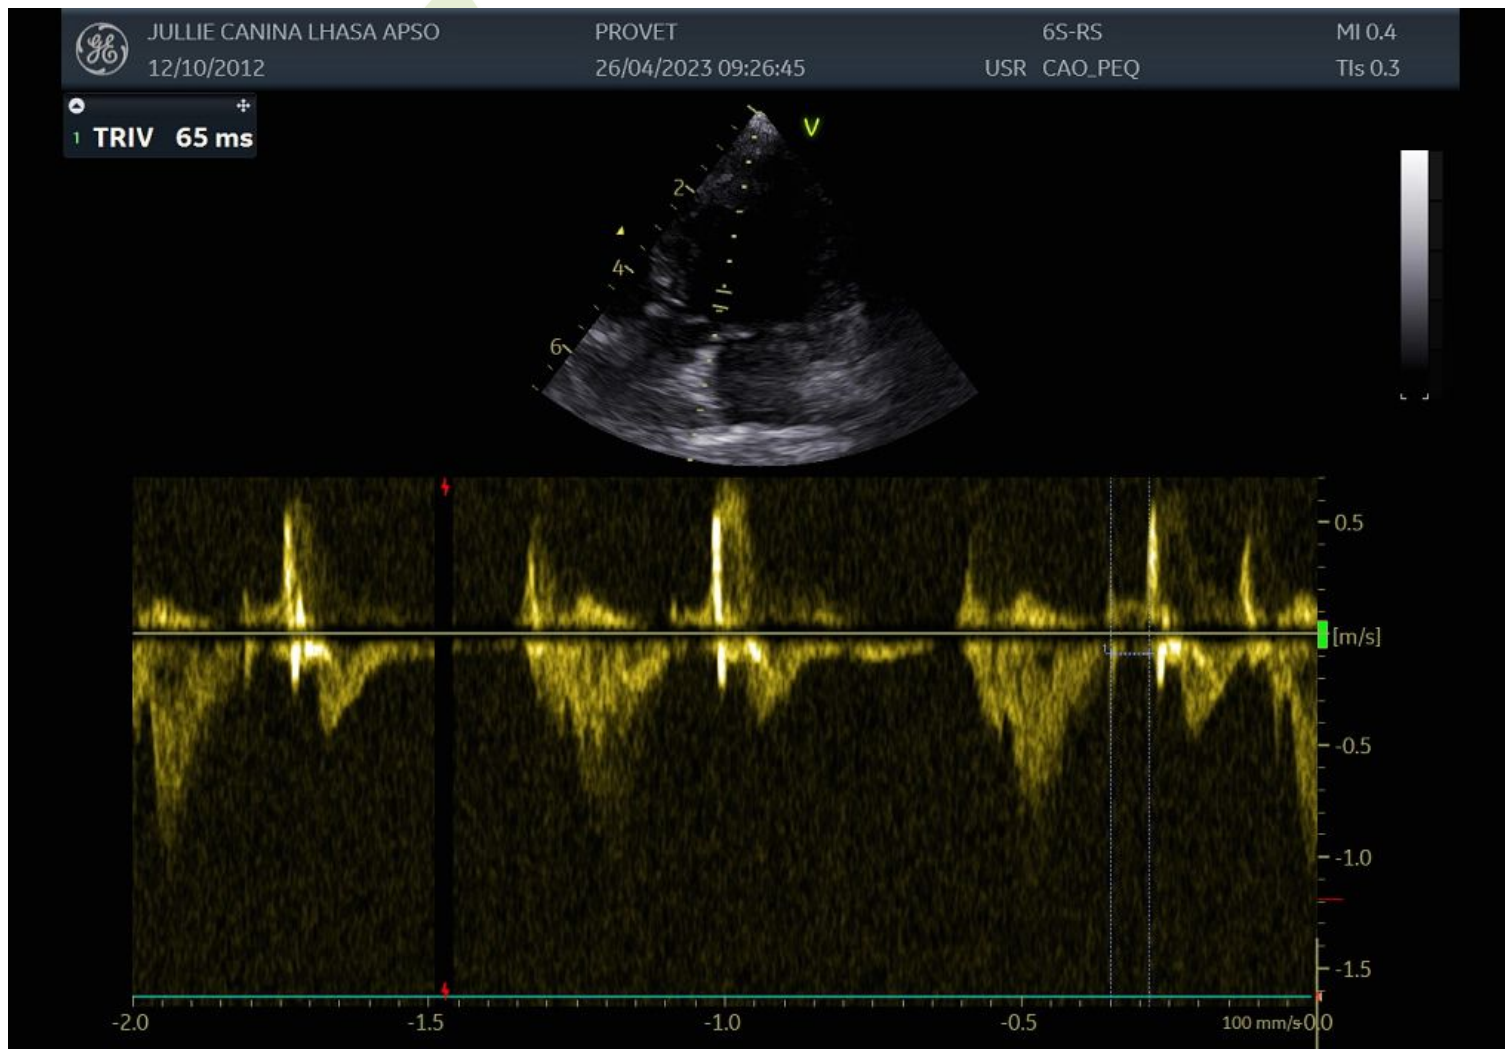 JULLIE CANINA LHASA APSO PROVET 6S-RS MI 0.4
12/10/2012 26/04/2023 09:26:45 USR CAO_PEQ TIs 0.3
1 TRIV 65 ms
V
2
4
6
0.5
[m/s]
1
-0.5
-1.0
-1.5
-2.0 -1.5 -1.0 -0.5 100 mm/s 0.0